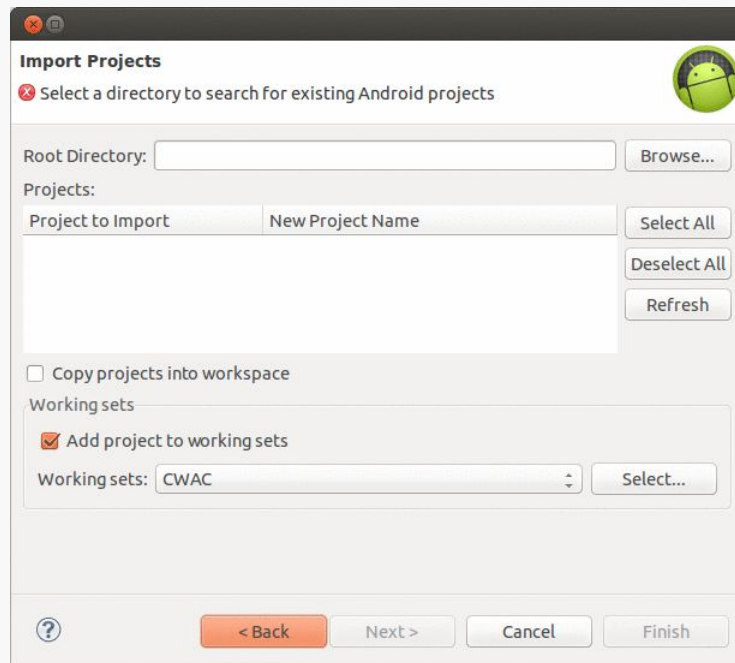 Import Projects
Select a directory to search for existing Android projects
Root Directory: Browse...
Projects:
Project to Import New Project Name
Select All
Deselect All
Refresh
Copy projects into workspace
Working sets
Add project to working sets
Working sets: CWAC Select...
? < Back Next > Cancel Finish